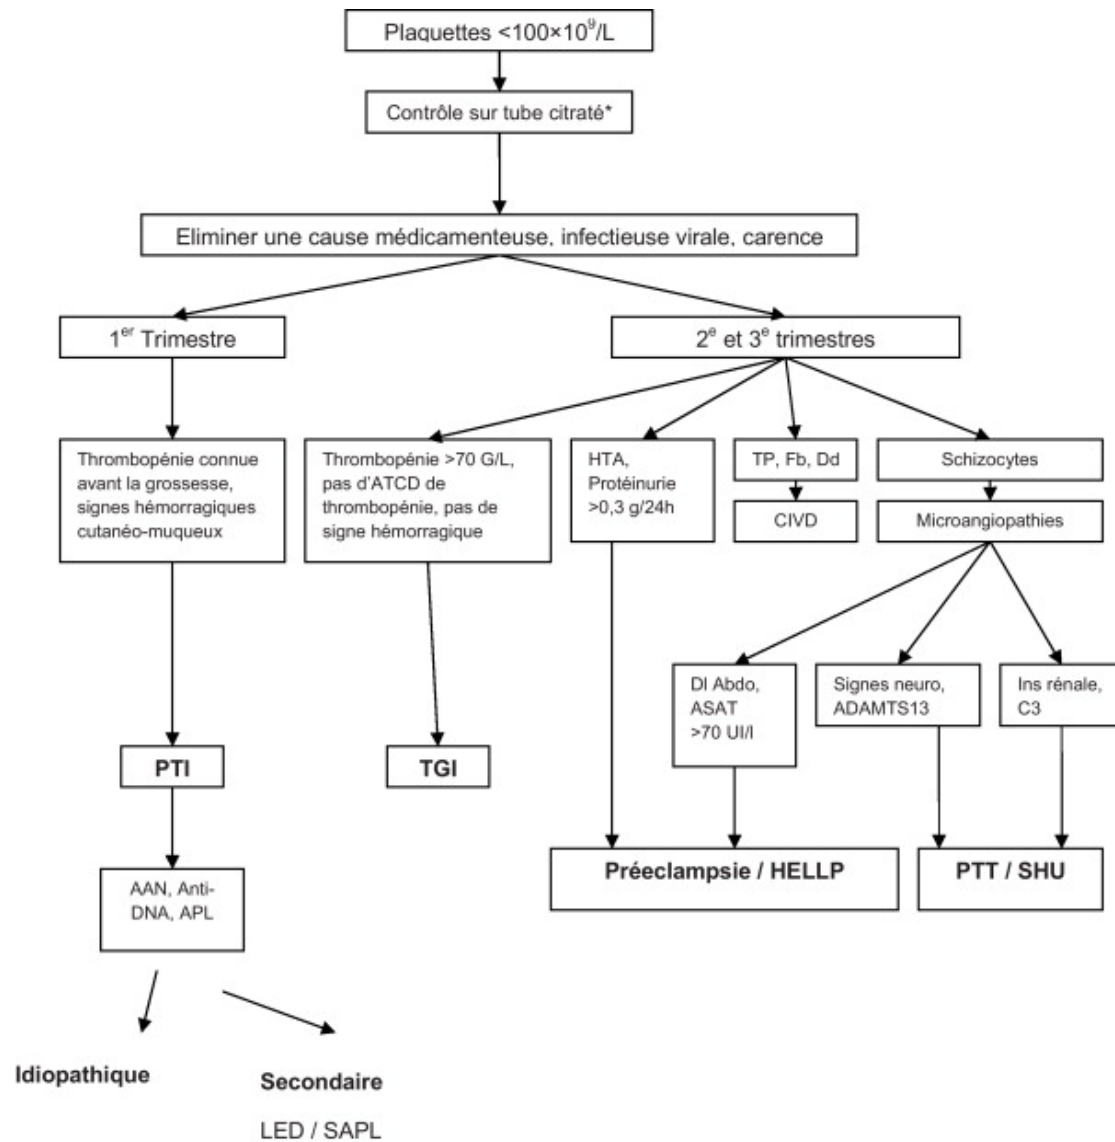 Plaquettes <100×10⁹/L
Contrôle sur tube citraté*
Eliminer une cause médicamenteuse, infectieuse virale, carence
1er Trimestre
2e et 3e trimestres
Thrombopénie connue
avant la grossesse,
signes hémorragiques
cutanéo-muqueux
Thrombopénie >70 G/L,
pas d'ATCD de
thrombopénie, pas de
signe hémorragique
HTA,
Protéinurie
>0,3 g/24h
TP, Fb, Dd
CIVD
Schizocytes
Microangiopathies
Dl Abdo,
ASAT
>70 UI/l
Signes neuro,
ADAMTS13
Ins rénale,
C3
PTI
TGI
Préeclampsie / HELLP
PTT / SHU
AAN, Anti-
DNA, APL
Idiopathique
Secondaire
LED / SAPL